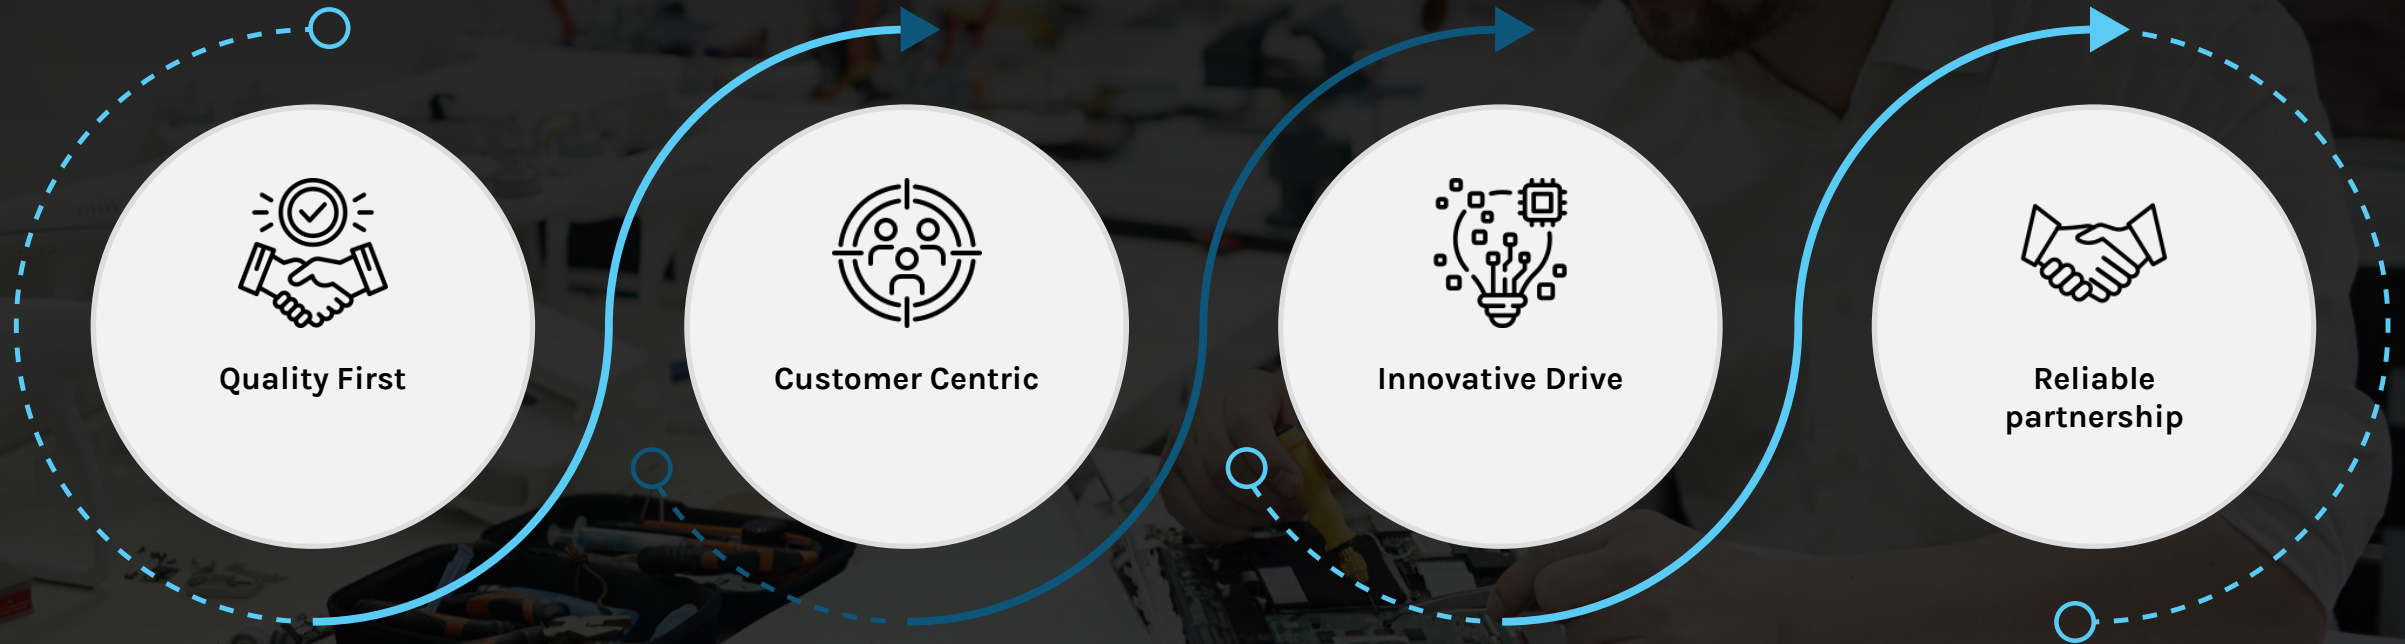 Quality First
Customer Centric
Innovative Drive
Reliable
partnership